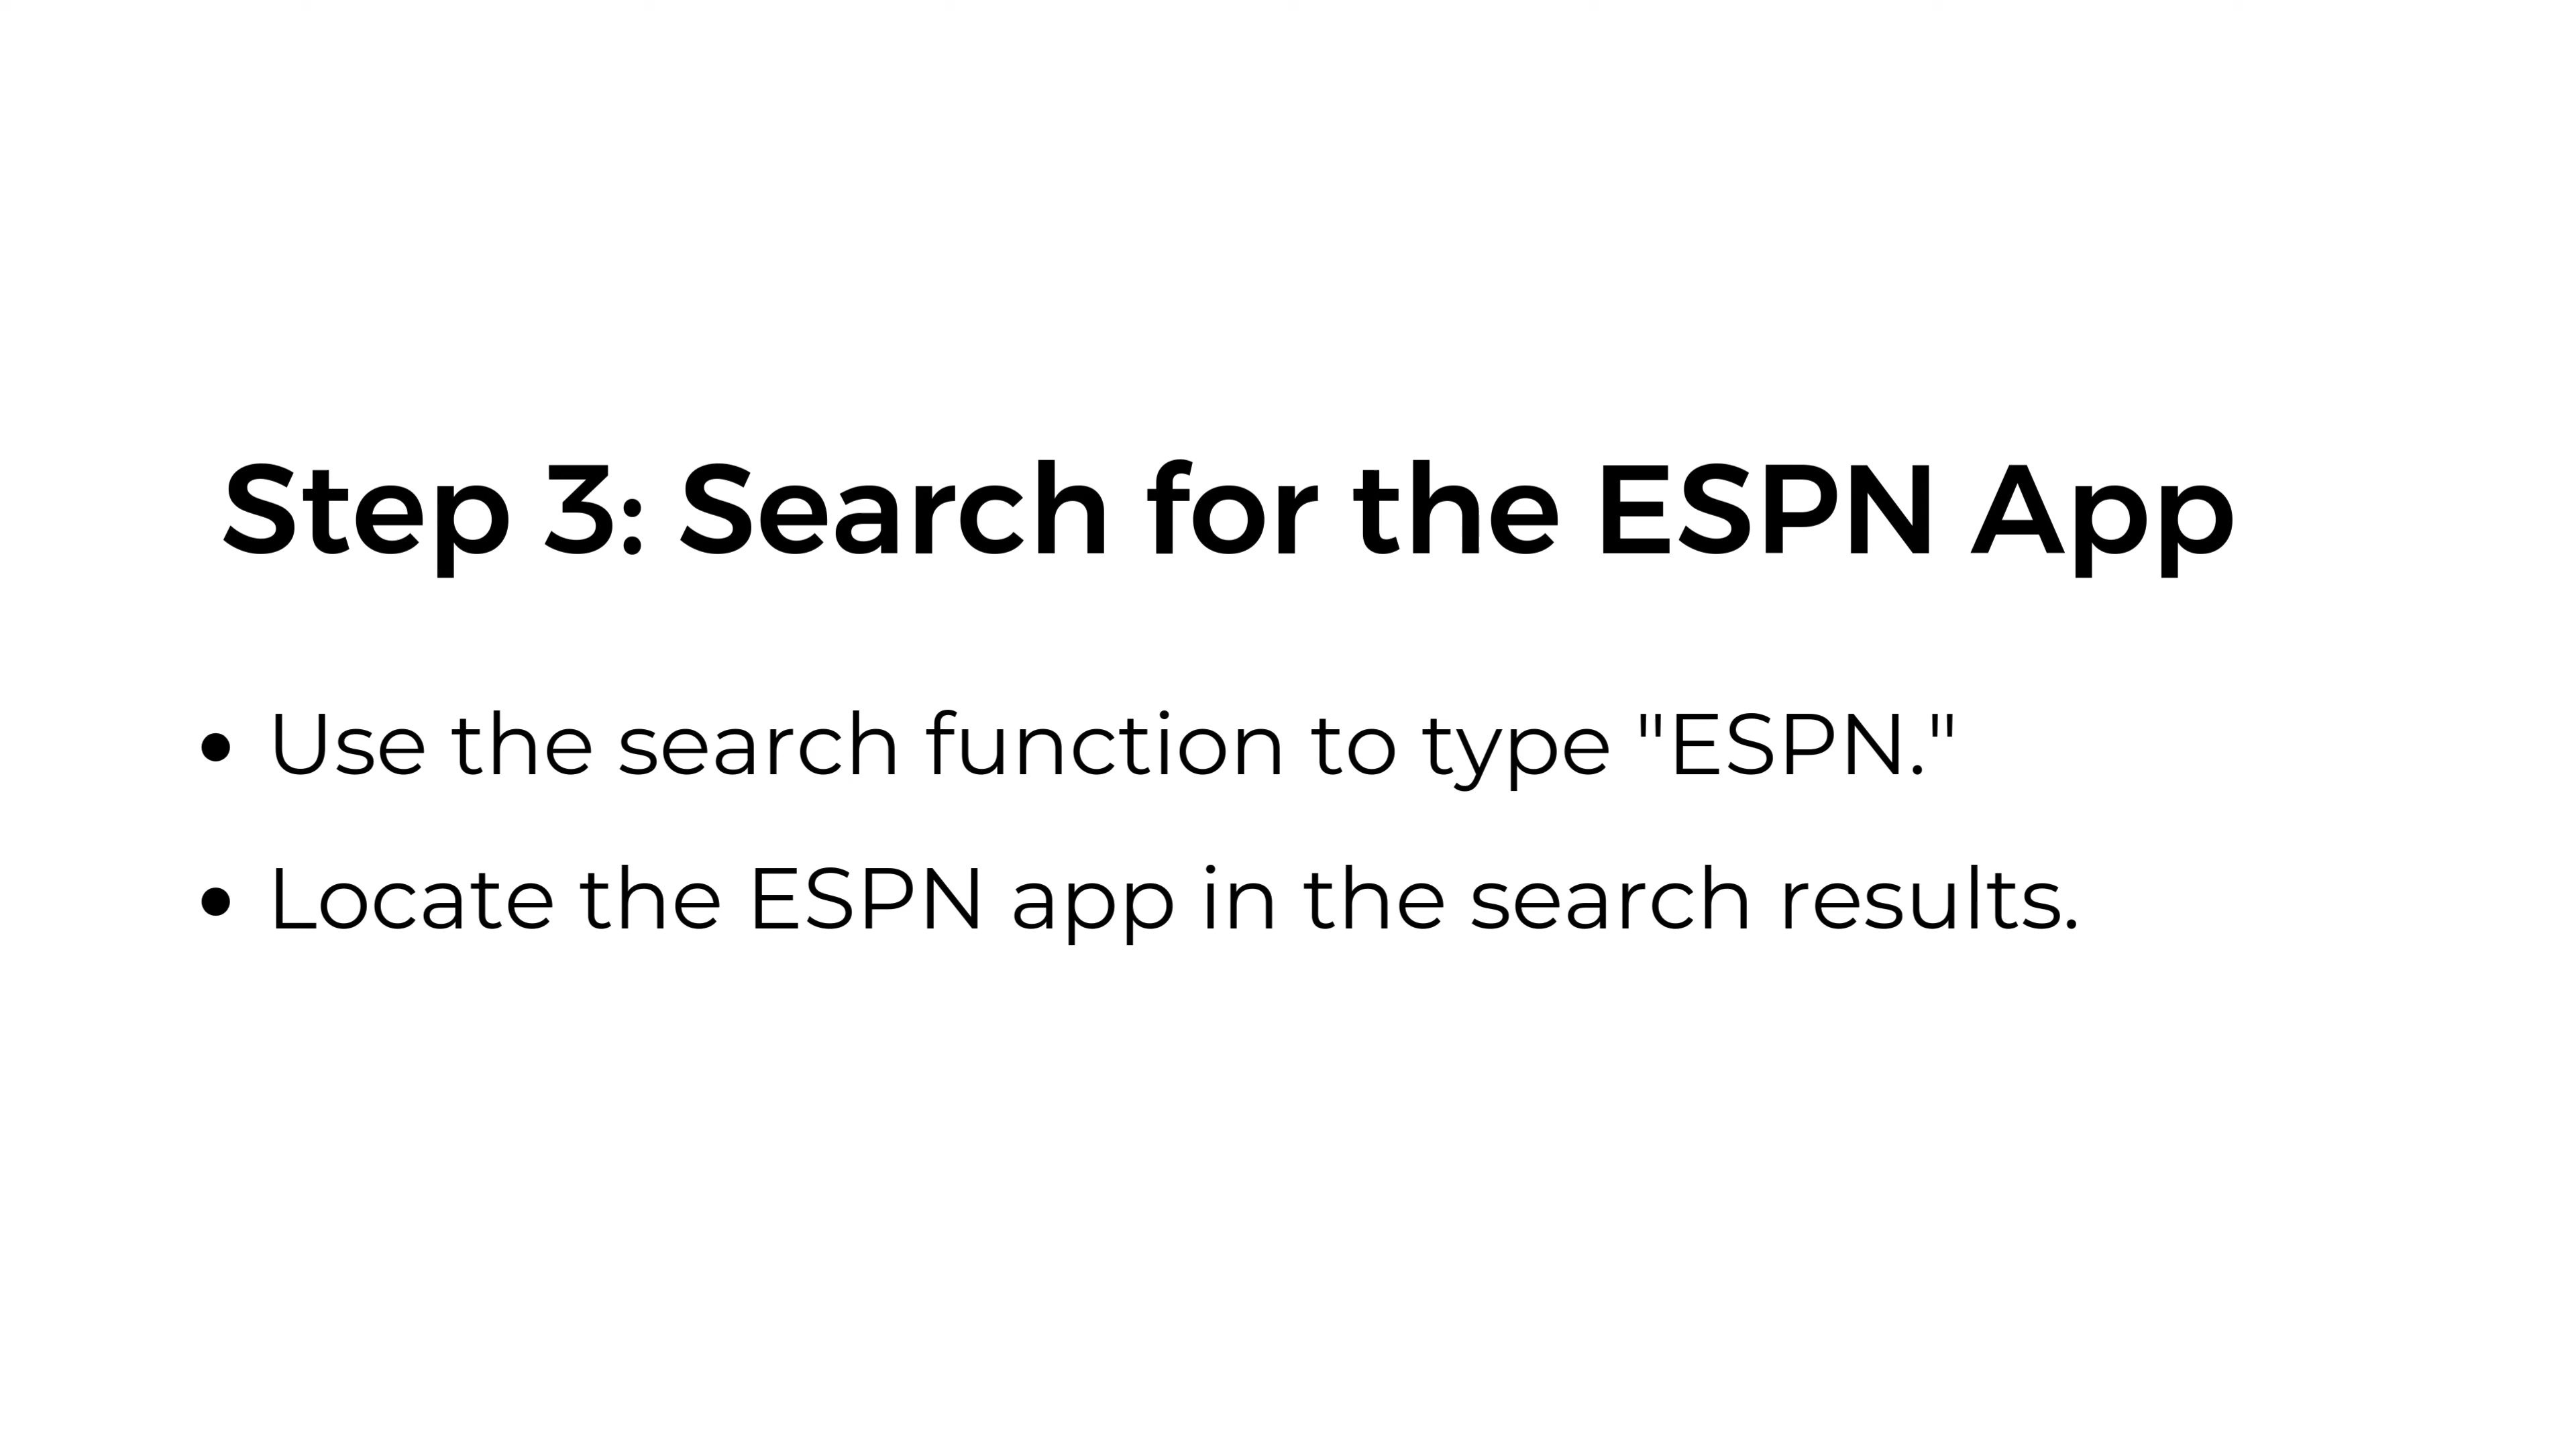 Step 3: Search for the ESPN App
• Use the search function to type "ESPN."
• Locate the ESPN app in the search results.